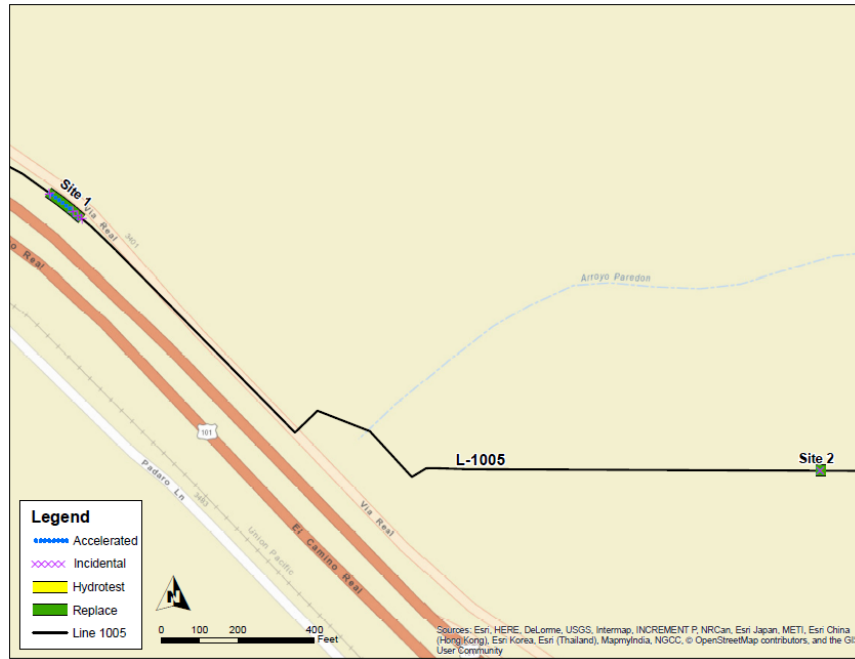 Site 1
Via Real
3401
o Real
Arroyo Paredon
Site 2
L-1005
101
Via Real
Padaro Ln
3493
Union Pacific
El Camino Real
Legend
Accelerated
Incidental
Hydrotest
Replace
Line 1005
N
0 100 200 400
Feet
Sources: Esri, HERE, DeLorme, USGS, Intermap, INCREMENT P, NRCan, Esri Japan, METI, Esri China
(Hong Kong), Esri Korea, Esri (Thailand), MapmyIndia, NGCC, © OpenStreetMap contributors, and the GIS
User Community